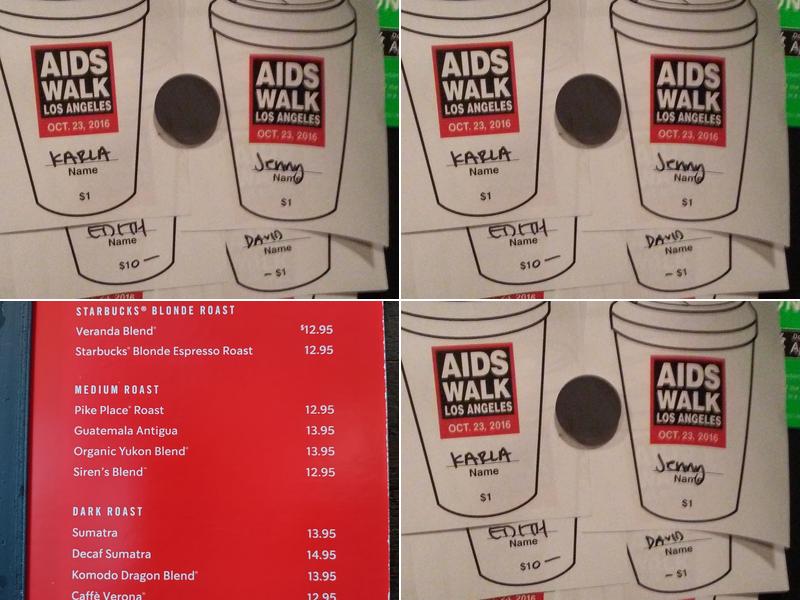 AIDS
WALK
LOS ANGELES
OCT. 23, 2016
KARLA
Name
$1
AIDS
WALK
LOS ANGELES
OCT. 23, 2016
Jenny
Name
$1
EDITH
Name
$10 —
DAVID
Name
– $1
AIDS
WALK
LOS ANGELES
OCT. 23, 2016
KARLA
Name
$1
AIDS
WALK
LOS ANGELES
OCT. 23, 2016
Jenny
Name
$1
EDITH
Name
$10 —
DAVID
Name
– $1
STARBUCKS® BLONDE ROAST
Veranda Blend® $12.95
Starbucks® Blonde Espresso Roast 12.95
MEDIUM ROAST
Pike Place® Roast 12.95
Guatemala Antigua 13.95
Organic Yukon Blend® 13.95
Siren's Blend™ 12.95
DARK ROAST
Sumatra 13.95
Decaf Sumatra 14.95
Komodo Dragon Blend® 13.95
Caffè Verona® 12.95
AIDS
WALK
LOS ANGELES
OCT. 23, 2016
KARLA
Name
$1
AIDS
WALK
LOS ANGELES
OCT. 23, 2016
Jenny
Name
$1
EDITH
Name
$10 —
DAVID
Name
– $1